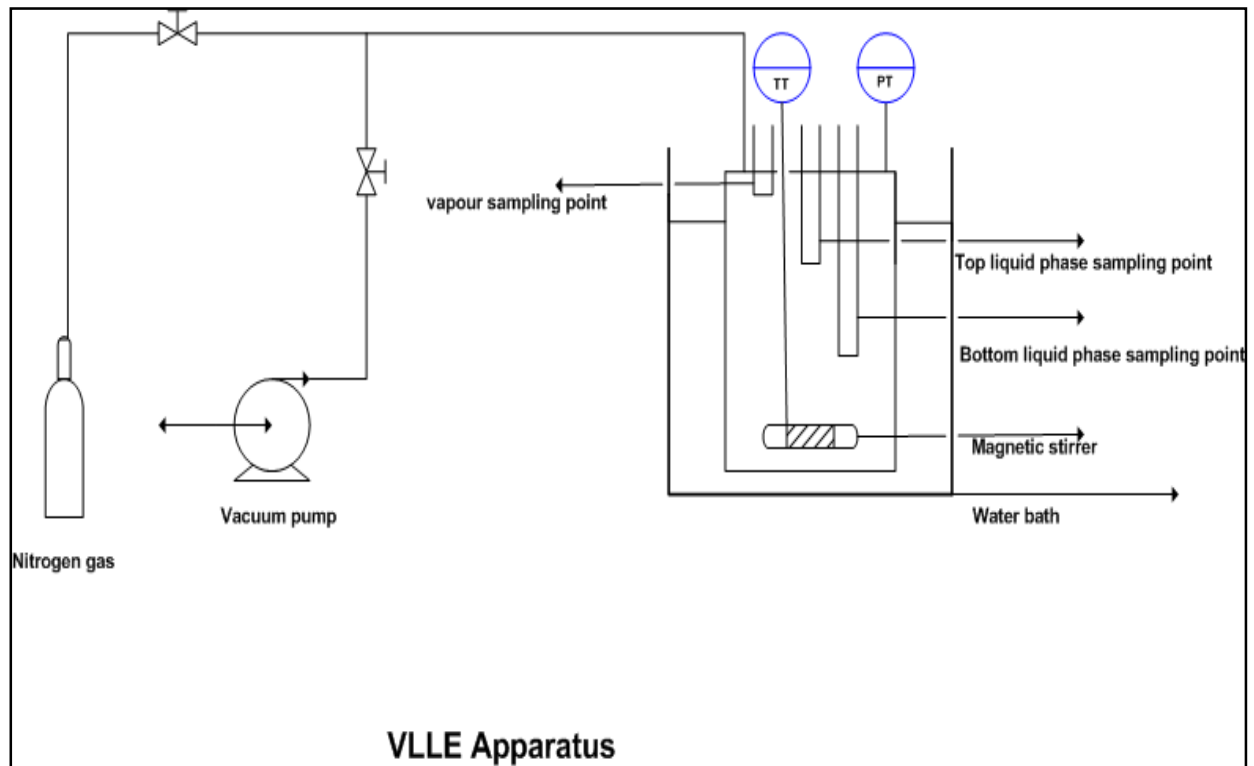 TT
PT
vapour sampling point
Top liquid phase sampling point
Bottom liquid phase sampling point
Magnetic stirrer
Vacuum pump
Water bath
Nitrogen gas
VLLE Apparatus